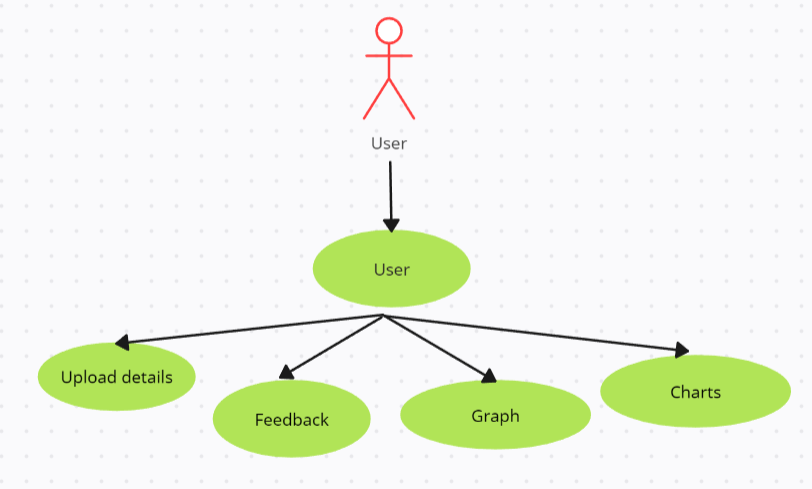 User
User
Upload details
Feedback
Graph
Charts